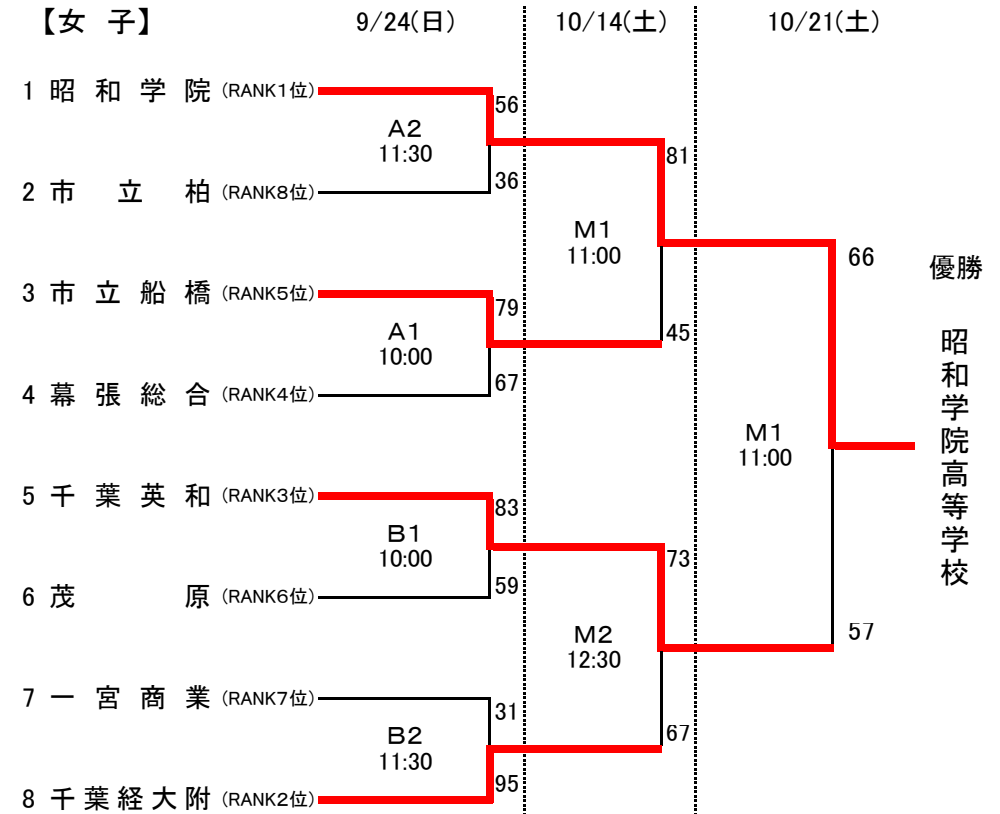 【女 子】 9/24(日) 10/14(土) 10/21(土)
1 昭和学院 (RANK1位)
56
A2
11:30
81
36
2 市立柏 (RANK8位)
M1
11:00
66
優勝
3 市立船橋 (RANK5位)
79
A1
10:00
45
67
4 幕張総合 (RANK4位)
昭和学院高等学校
M1
11:00
5 千葉英和 (RANK3位)
83
B1
10:00
73
59
6 茂原 (RANK6位)
M2
12:30
57
7 一宮商業 (RANK7位)
31
B2
11:30
67
95
8 千葉経大附 (RANK2位)